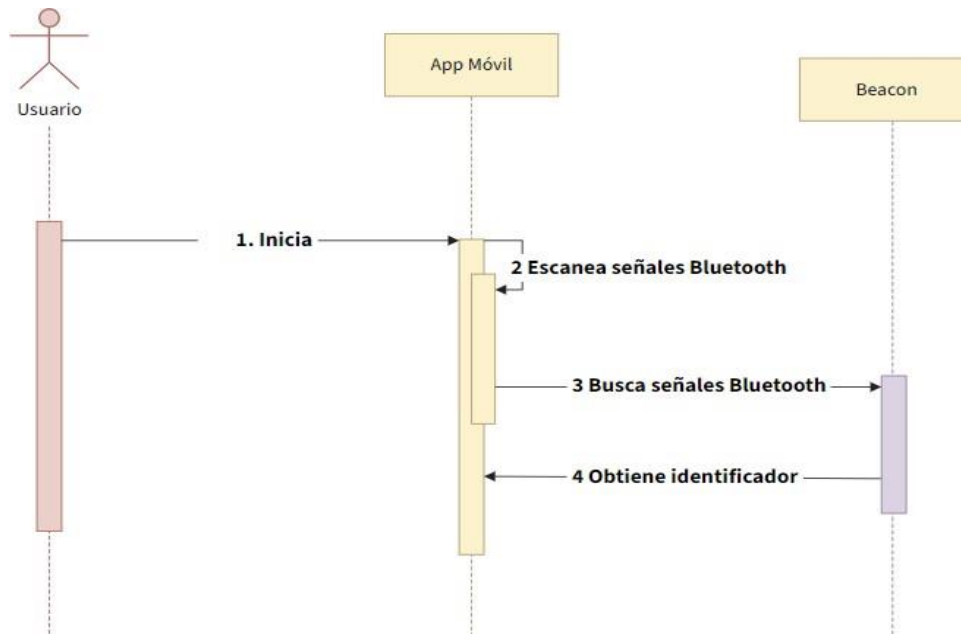 App Móvil
Beacon
Usuario
1. Inicia
2 Escanea señales Bluetooth
3 Busca señales Bluetooth
4 Obtiene identificador